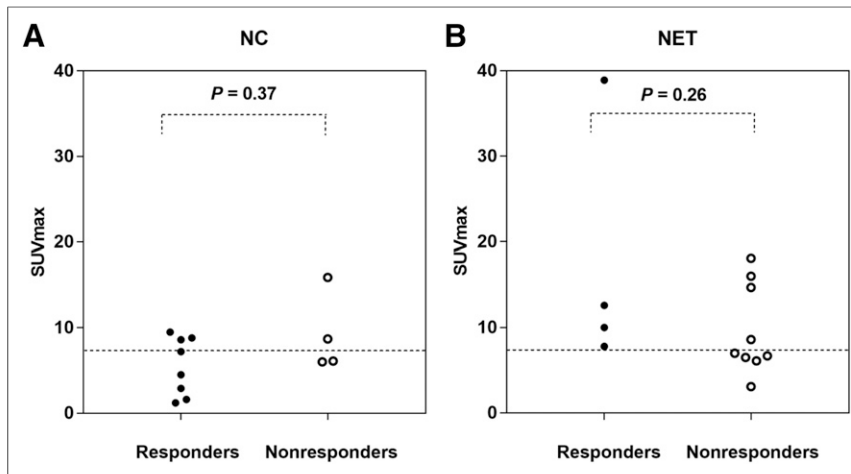 A
NC
P = 0.37
SUVmax
40
30
20
10
0
Responders Nonresponders
B
NET
P = 0.26
SUVmax
40
30
20
10
0
Responders Nonresponders